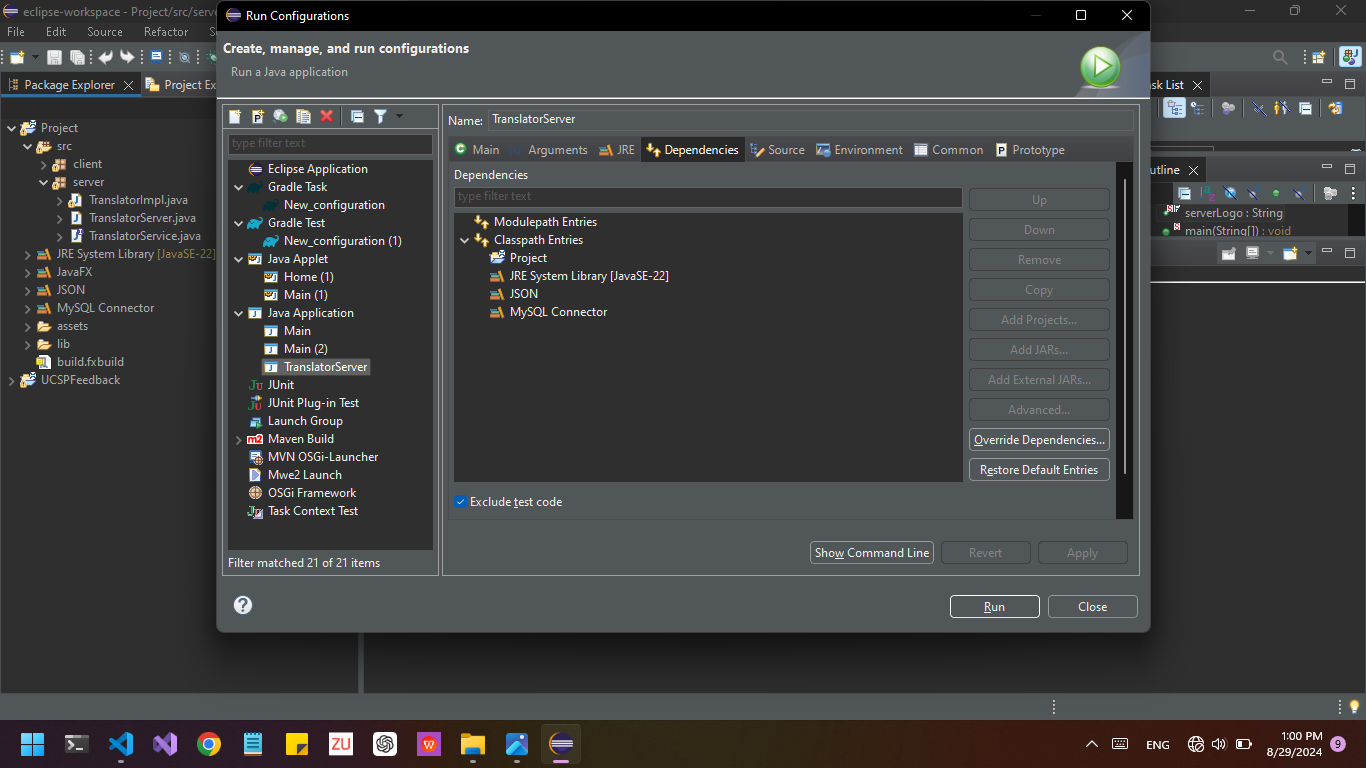 eclipse-workspace - Project/src/serve
Run Configurations
File Edit Source Refactor
Create, manage, and run configurations
Run a Java application
Package Explorer
Project Ex
Project
src
client
server
TranslatorImpl.java
TranslatorServer.java
TranslatorService.java
JRE System Library [JavaSE-22]
JavaFX
JSON
MySQL Connector
assets
lib
build.fxbuild
UCSPFeedback
type filter text
Eclipse Application
Gradle Task
New_configuration
Gradle Test
New_configuration (1)
Java Applet
Home (1)
Main (1)
Java Application
Main
Main (2)
TranslatorServer
JUnit
JUnit Plug-in Test
Launch Group
Maven Build
MVN OSGi-Launcher
Mwe2 Launch
OSGi Framework
Task Context Test
Filter matched 21 of 21 items
Name: TranslatorServer
Main Arguments JRE Dependencies Source Environment Common Prototype
Dependencies
type filter text
Modulepath Entries
Classpath Entries
Project
JRE System Library [JavaSE-22]
JSON
MySQL Connector
Up
Down
Remove
Copy
Add Projects...
Add JARs...
Add External JARs...
Advanced...
Override Dependencies...
Restore Default Entries
Exclude test code
Show Command Line Revert Apply
Run Close
ask List
utline
serverLogo : String
main(String[]) : void
ZU
ENG
1:00 PM
8/29/2024
9